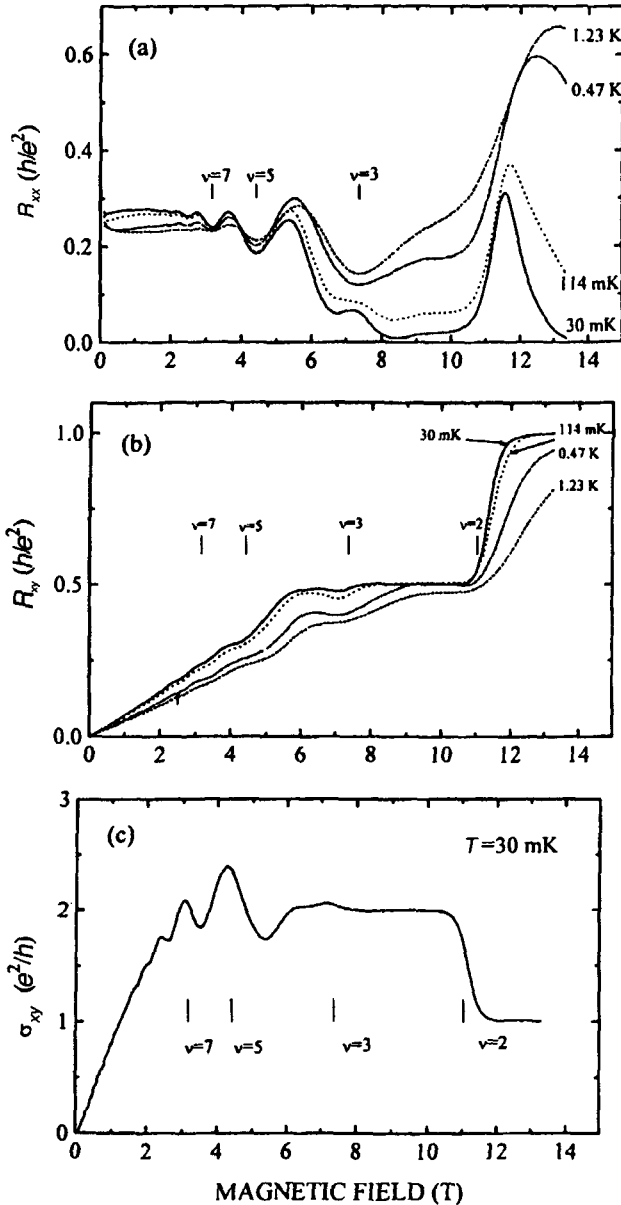 (a)
1.23 K
0.47 K
114 mK
30 mK
ν=7
ν=5
ν=3
R_xx (h/e²)
0.6
0.4
0.2
0.0
0 2 4 6 8 10 12 14
(b)
30 mK
114 mK
0.47 K
1.23 K
ν=7
ν=5
ν=3
ν=2
R_xy (h/e²)
1.0
0.5
0.0
0 2 4 6 8 10 12 14
(c)
T=30 mK
σ_xy (e²/h)
3
2
1
0
ν=7
ν=5
ν=3
ν=2
0 2 4 6 8 10 12 14
MAGNETIC FIELD (T)